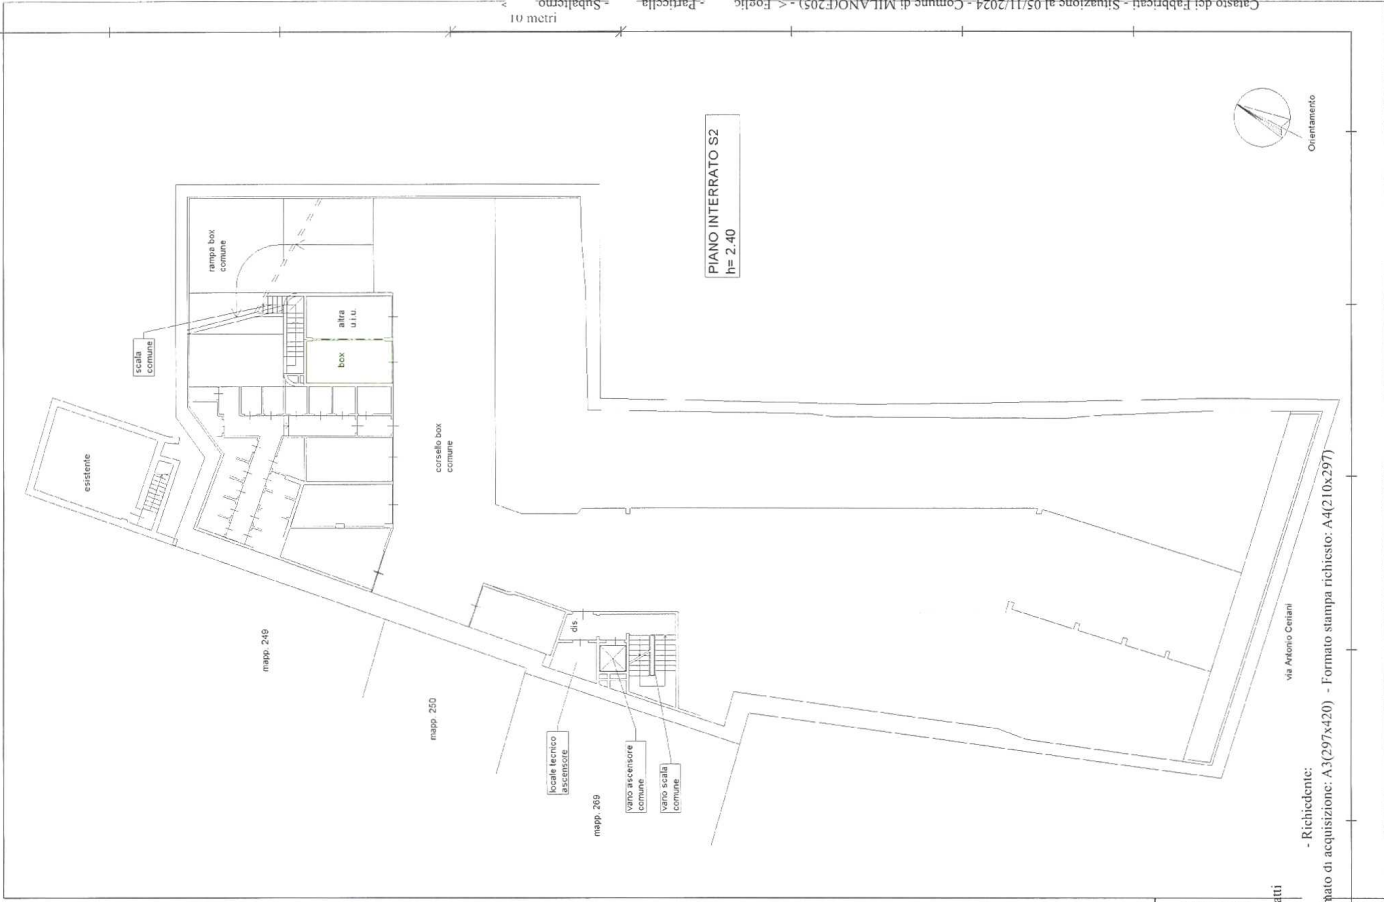 Catasto dei Fabbricati - Situazione al 05/11/2024 - Comune di MILANO(F205) - < Foglio - Particella - Subalterno >
10 metri
PIANO INTERRATO S2
h= 2.40
Orientamento
rampa box
comune
scala
comune
altra
u.i.u.
box
esistente
corsello box
comune
mapp. 249
mapp. 250
dis.
locale tecnico
ascensore
vano ascensore
comune
vano scala
comune
mapp. 269
via Antonio Ceriani
- Richiedente:
mato di acquisizione: A3(297x420) - Formato stampa richiesto: A4(210x297)
atti